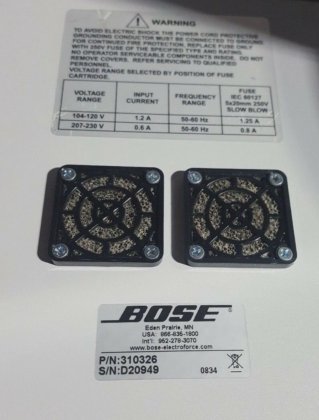 WARNING
TO AVOID ELECTRIC SHOCK THE POWER CORD PROTECTIVE
GROUNDING CONDUCTOR MUST BE CONNECTED TO GROUND
FOR CONTINUED FIRE PROTECTION, REPLACE FUSE ONLY
WITH 250V FUSE OF THE SPECIFIED TYPE AND RATING
NO OPERATOR SERVICEABLE COMPONENTS INSIDE. DO NOT
REMOVE COVERS. REFER SERVICING TO QUALIFIED
PERSONNEL.
VOLTAGE RANGE SELECTED BY POSITION OF FUSE
CARTRIDGE.
VOLTAGE RANGE INPUT CURRENT FREQUENCY RANGE FUSE IEC 60127 5x20mm 250V SLOW BLOW
104-120 V 1.2 A 50-60 Hz 1.25 A
207-230 V 0.6 A 50-60 Hz 0.8 A
BOSE
Eden Prairie, MN
USA: 866-635-1800
Int'l: 952-278-3070
www.bose-electroforce.com
P/N:310326
S/N:D20949 0834